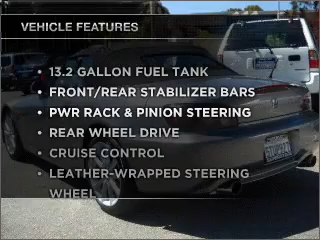 VEHICLE FEATURES
• 13.2 GALLON FUEL TANK
• FRONT/REAR STABILIZER BARS
• PWR RACK & PINION STEERING
• REAR WHEEL DRIVE
• CRUISE CONTROL
• LEATHER-WRAPPED STEERING
WHEEL